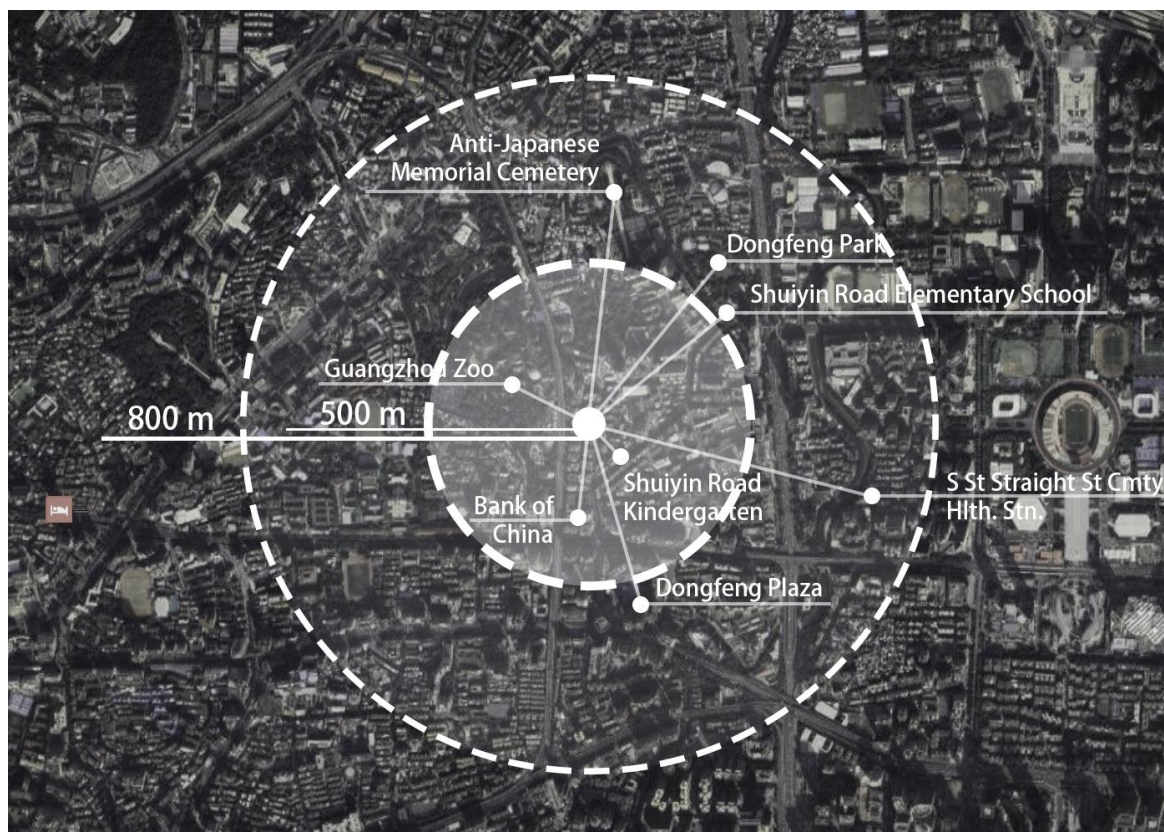 Anti-Japanese
Memorial Cemetery
Dongfeng Park
Shuiyin Road Elementary School
Guangzhou Zoo
800 m
500 m
Shuiyin Road
Kindergarten
S St Straight St Cmty
Hlth. Stn.
Bank of
China
Dongfeng Plaza